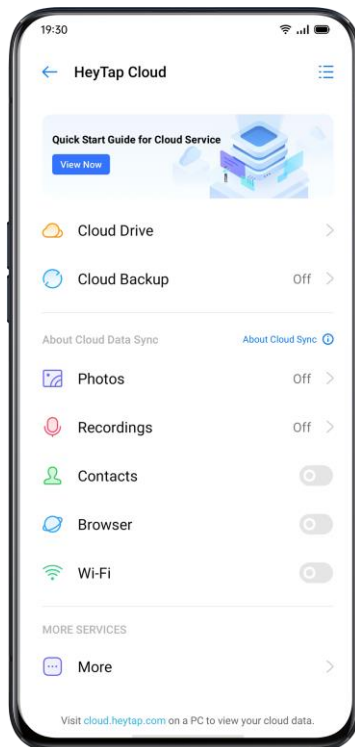 19:30
HeyTap Cloud
Quick Start Guide for Cloud Service
View Now
Cloud Drive
Cloud Backup Off
About Cloud Data Sync About Cloud Sync
Photos Off
Recordings Off
Contacts
Browser
Wi-Fi
MORE SERVICES
More
Visit cloud.heytap.com on a PC to view your cloud data.